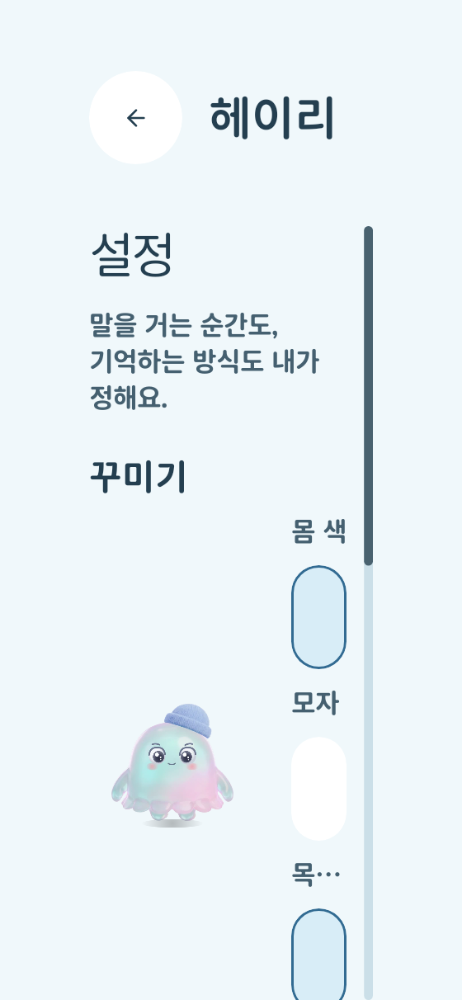 헤이리
설정
말을 거는 순간도,
기억하는 방식도 내가
정해요.
꾸미기
몸 색
모자
목···